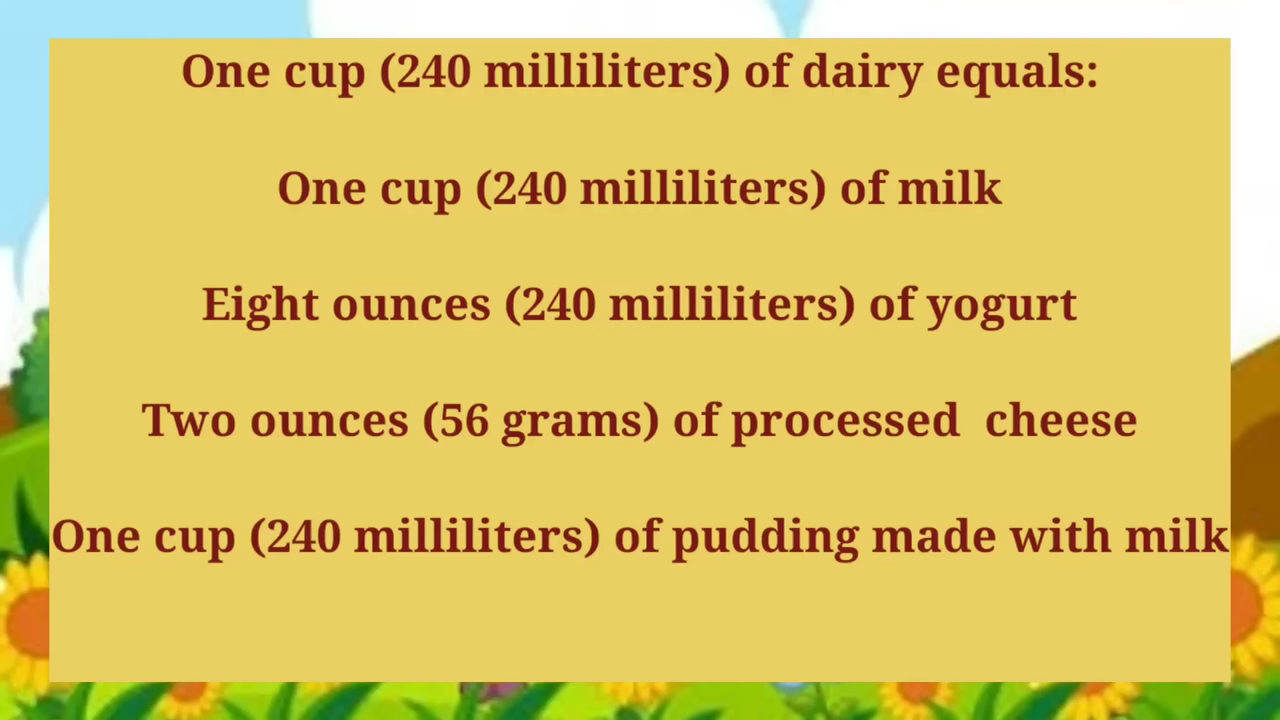 One cup (240 milliliters) of dairy equals:
One cup (240 milliliters) of milk
Eight ounces (240 milliliters) of yogurt
Two ounces (56 grams) of processed  cheese
One cup (240 milliliters) of pudding made with milk